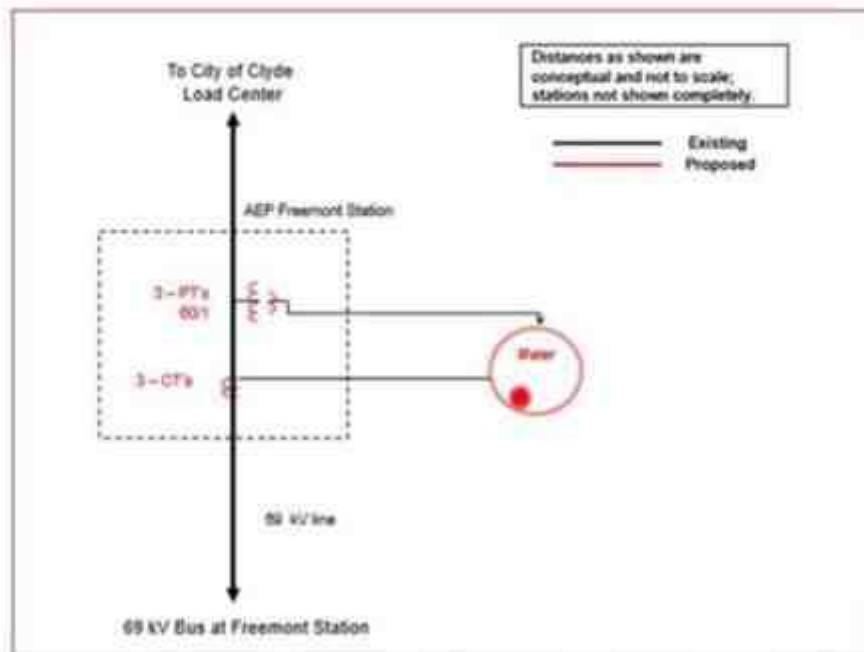 To City of Clyde
Load Center
Distances as shown are
conceptual and not to scale;
stations not shown completely.
Existing
Proposed
AEP Freemont Station
3 – PT's
60/1
3 – CT's
Meter
69 kV line
69 kV Bus at Freemont Station